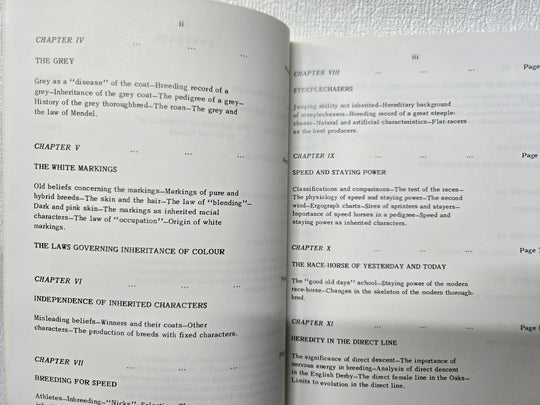 ii
CHAPTER IV ... ...
THE GREY
Grey as a "disease" of the coat—Breeding record of a
grey—Inheritance of the grey coat—The pedigree of a grey—
History of the grey thoroughbred—The roan—The grey and
the law of Mendel.
CHAPTER V ... ... ...
THE WHITE MARKINGS
Old beliefs concerning the markings—Markings of pure and
hybrid breeds—The skin and the hair—The law of "blending"—
Dark and pink skin—The markings as inherited racial
characters—The law of "occupation"—Origin of white
markings.
THE LAWS GOVERNING INHERITANCE OF COLOUR
CHAPTER VI ... ... ...
INDEPENDENCE OF INHERITED CHARACTERS
Misleading beliefs—Winners and their coats—Other
characters—The production of breeds with fixed characters.
CHAPTER VII ... ... ...
BREEDING FOR SPEED
Athletes—Inbreeding—"Nicks"
iii
CHAPTER VIII ... ... Page
STEEPLECHASERS
Jumping ability not inherited—Hereditary background
of steeplechasers—Breeding record of a great steeple-
chaser—Natural and artificial characteristics—Flat-racers
as the best producers.
CHAPTER IX ... ... ... Page
SPEED AND STAYING POWER
Classifications and comparisons—The test of the races—
The physiology of speed and staying power—The second
wind—Ergograph charts—Sires of sprinters and stayers—
Importance of speed horses in a pedigree—Speed and
staying as inherited characters.
CHAPTER X ... ... ... Page
THE RACE-HORSE OF YESTERDAY AND TODAY
The "good old days" school—Staying power of the modern
race-horse—Changes in the skeleton of the modern thorough-
bred.
CHAPTER XI ... ... ... Page
HEREDITY IN THE DIRECT LINE
The significance of direct descent—The importance of
nervous energy in breeding—Analysis of direct descent
in the English Derby—The direct female line in the Oaks—
Limits to evolution in the direct line.